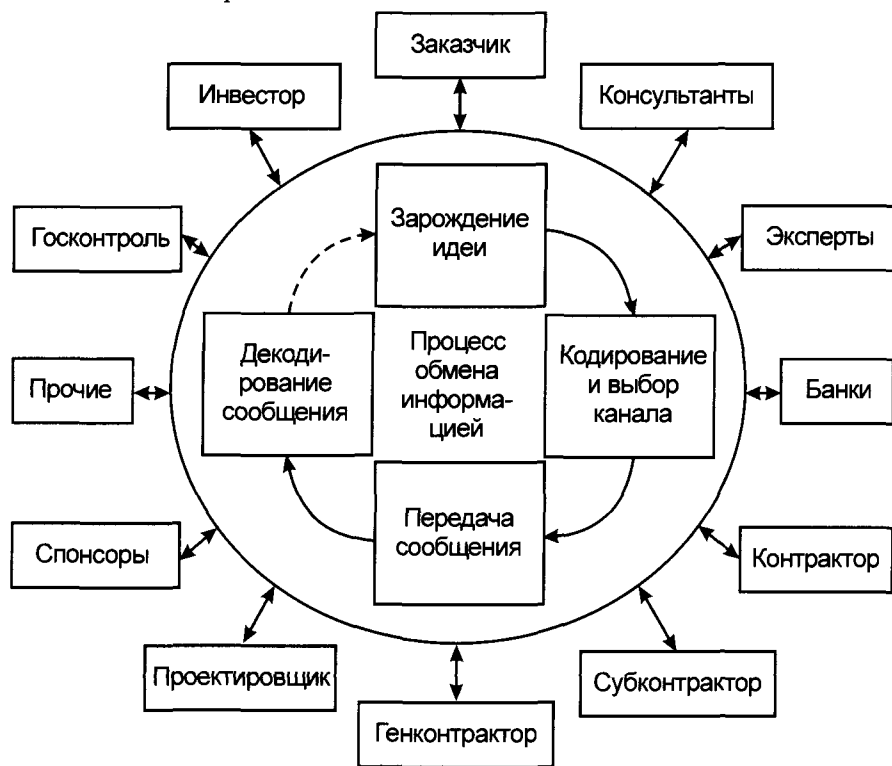 Заказчик
Инвестор
Консультанты
Госконтроль
Зарождение
идеи
Эксперты
Декоди-
рование
сообщения
Процесс
обмена
информа-
цией
Кодирование
и выбор
канала
Прочие
Банки
Передача
сообщения
Спонсоры
Контрактор
Проектировщик
Субконтрактор
Генконтрактор